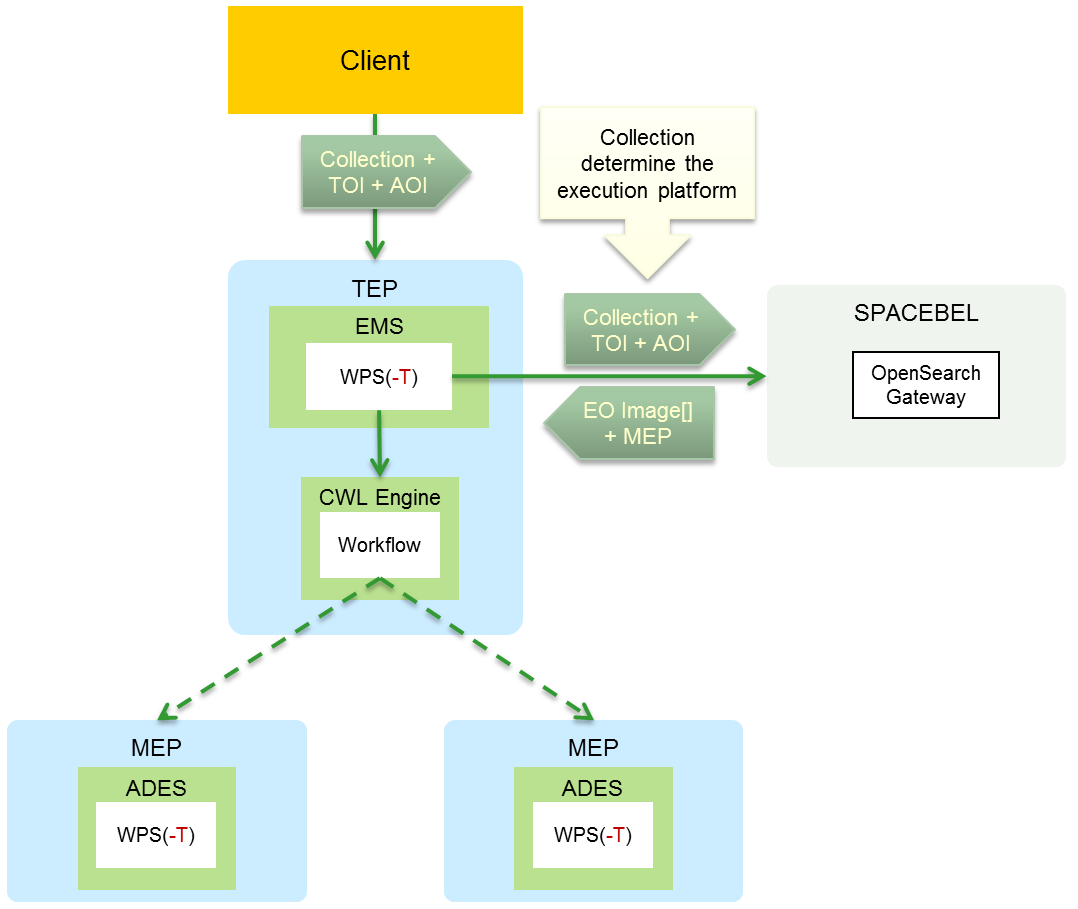 Client
Collection +
TOI + AOI
Collection
determine the
execution platform
TEP
EMS
WPS(-T)
Collection +
TOI + AOI
EO Image[]
+ MEP
SPACEBEL
OpenSearch
Gateway
CWL Engine
Workflow
MEP
ADES
WPS(-T)
MEP
ADES
WPS(-T)